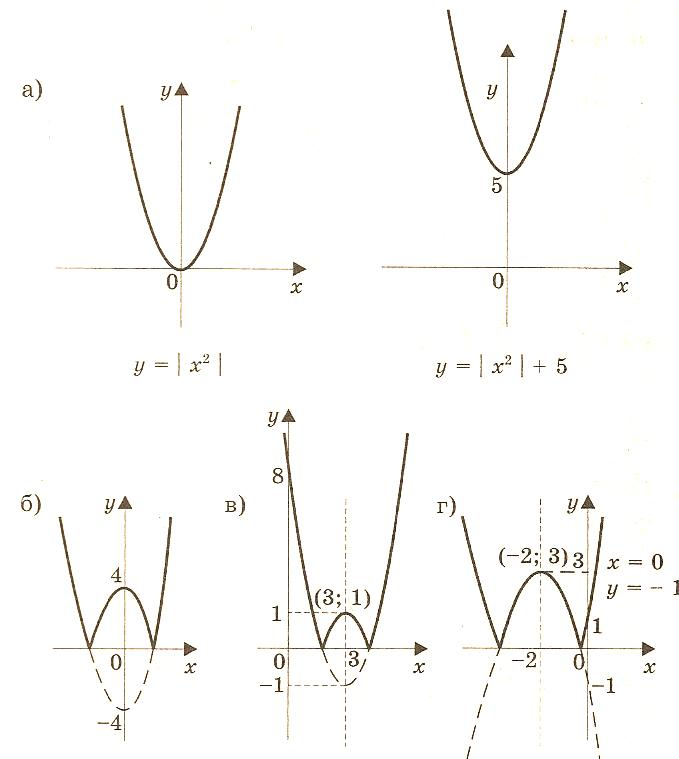 а)
y
0
x
y = | x² |
y
5
0
x
y = | x² | + 5
б)
y
4
0
x
−4
в)
y
8
(3; 1)
1
0
3
x
−1
г)
y
(−2; 3) 3
x = 0
y = − 1
1
−2
0
x
−1